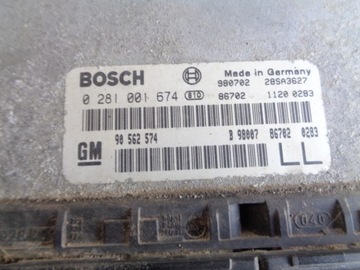 BOSCH
Made in Germany
980702 28SA3627
0 281 001 674 610 86702 1120 0283
GM 90 562 574 B 98007 86702 0283
LL